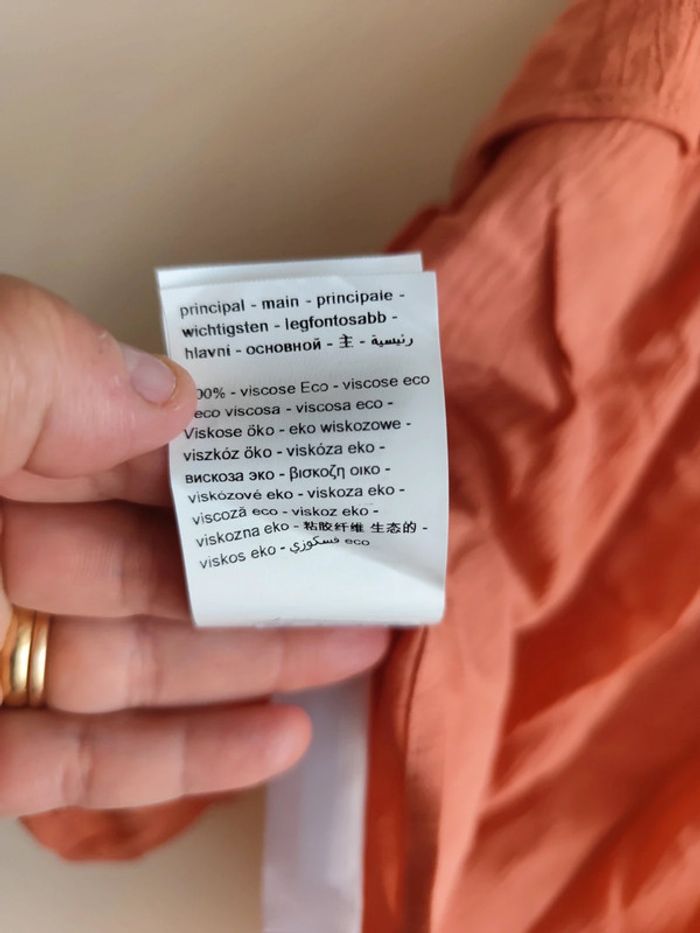 principal - main - principale -
wichtigsten - legfontosabb -
hlavni - основной - 主 - رئيسية
00% - viscose Eco - viscose eco
eco viscosa - viscosa eco -
Viskose öko - eko wiskozowe -
viszkóz öko - viskóza eko -
вискоза эко - βισκοζη οικο -
viskózové eko - viskoza eko -
viscoză eco - viskoz eko -
viskozna eko - 粘胶纤维 生态的 -
viskos eko - فسكوزي eco